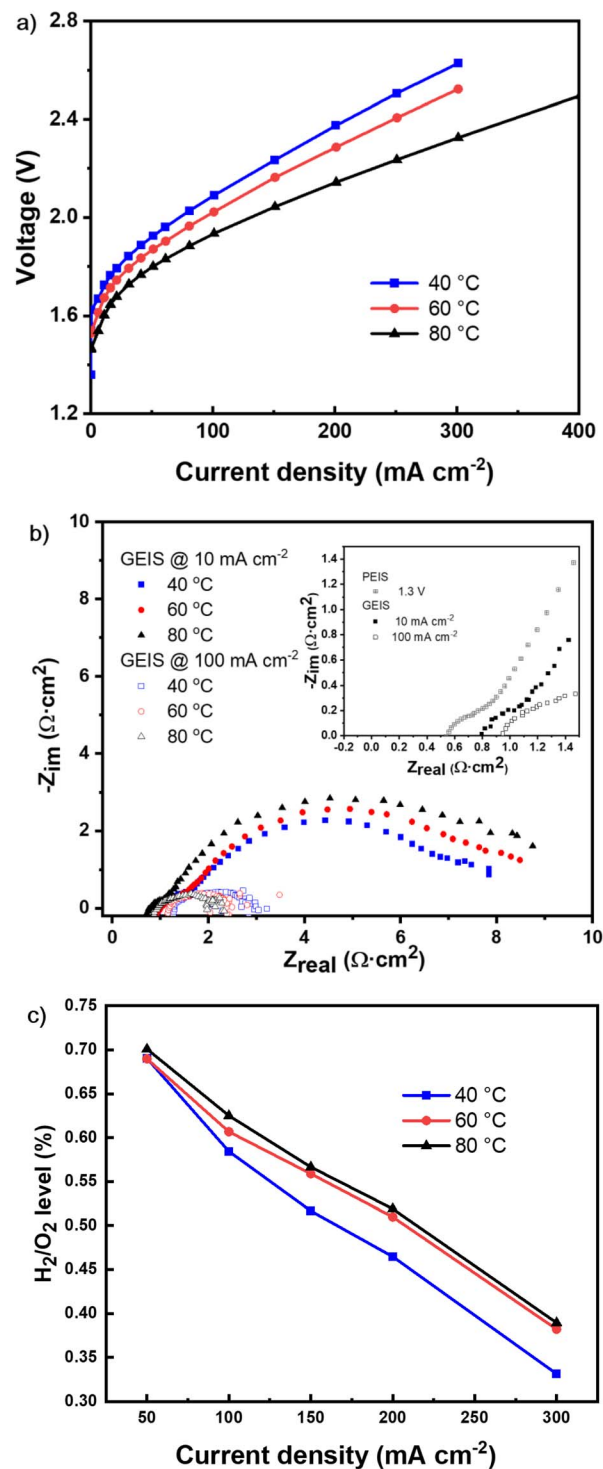 a)
2.8
2.4
2.0
1.6
1.2
Voltage (V)
40 °C
60 °C
80 °C
0 100 200 300 400
Current density (mA cm-2)
b)
10
8
6
4
2
0
-Zim (Ω·cm2)
GEIS @ 10 mA cm-2
40 °C
60 °C
80 °C
GEIS @ 100 mA cm-2
40 °C
60 °C
80 °C
1.4
1.2
1.0
0.8
0.6
0.4
0.2
0.0
-Zim (Ω·cm2)
PEIS
1.3 V
GEIS
10 mA cm-2
100 mA cm-2
-0.2 0.0 0.2 0.4 0.6 0.8 1.0 1.2 1.4
Zreal (Ω·cm2)
0 2 4 6 8 10
Zreal (Ω·cm2)
c)
0.75
0.70
0.65
0.60
0.55
0.50
0.45
0.40
0.35
0.30
H2/O2 level (%)
40 °C
60 °C
80 °C
50 100 150 200 250 300
Current density (mA cm-2)